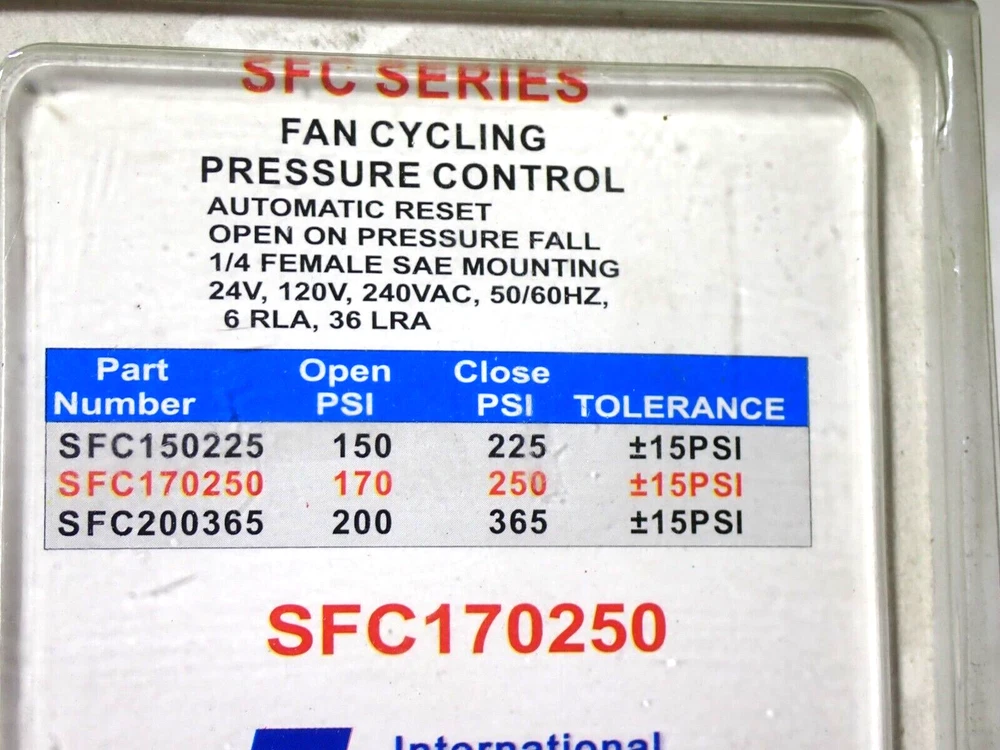 SFC SERIES
FAN CYCLING
PRESSURE CONTROL
AUTOMATIC RESET
OPEN ON PRESSURE FALL
1/4 FEMALE SAE MOUNTING
24V, 120V, 240VAC, 50/60HZ,
6 RLA, 36 LRA
Part Number Open PSI Close PSI TOLERANCE
SFC150225 150 225 ±15PSI
SFC170250 170 250 ±15PSI
SFC200365 200 365 ±15PSI
SFC170250
International